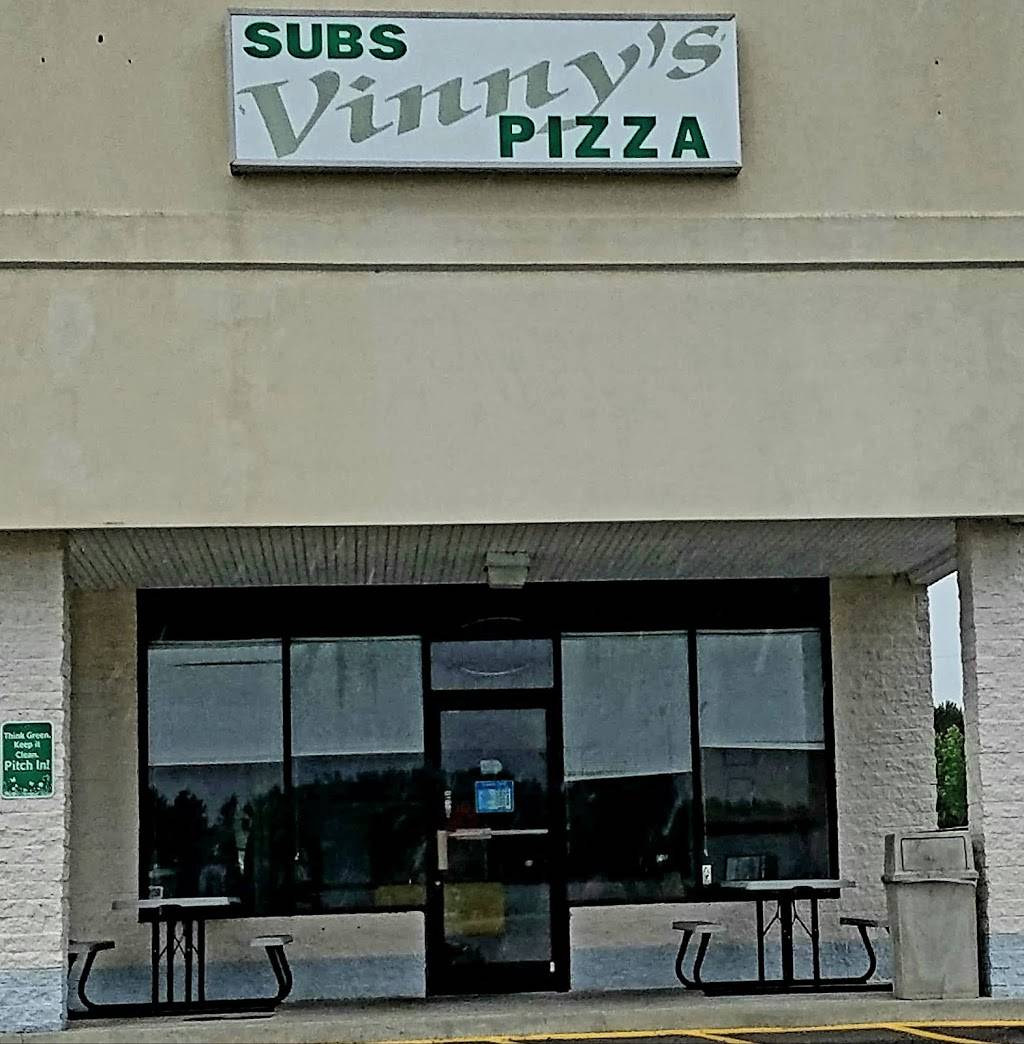 SUBS
Vinny's
PIZZA
Think Green.
Keep it
Clean.
Pitch In!